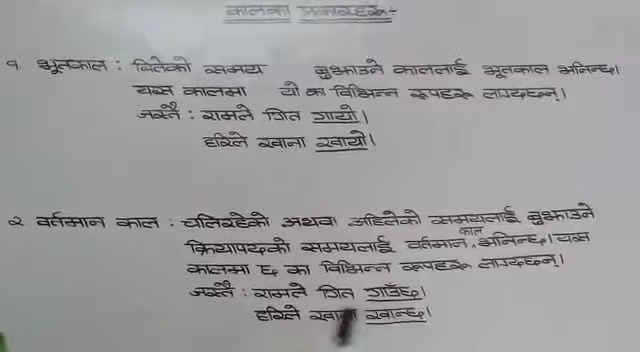 कालका प्रकारहरू:-
१ भूतकाल : बितेको समय बुझाउने काललाई भूतकाल भनिन्छ।
यस कालमा यो का विभिन्न रूपहरू लाग्दछन्।
जस्तै : रामले गित गायो।
हरिले खाना खायो।
२ वर्तमान काल : चलिरहेको अथवा अहिलेको समयलाई बुझाउने
क्रियापदको समयलाई वर्तमान काल भनिन्छ। यस
कालमा छ का विभिन्न रूपहरू लाग्दछन्।
जस्तै : रामले गित गाउँछ।
हरिले खाना खान्छ।